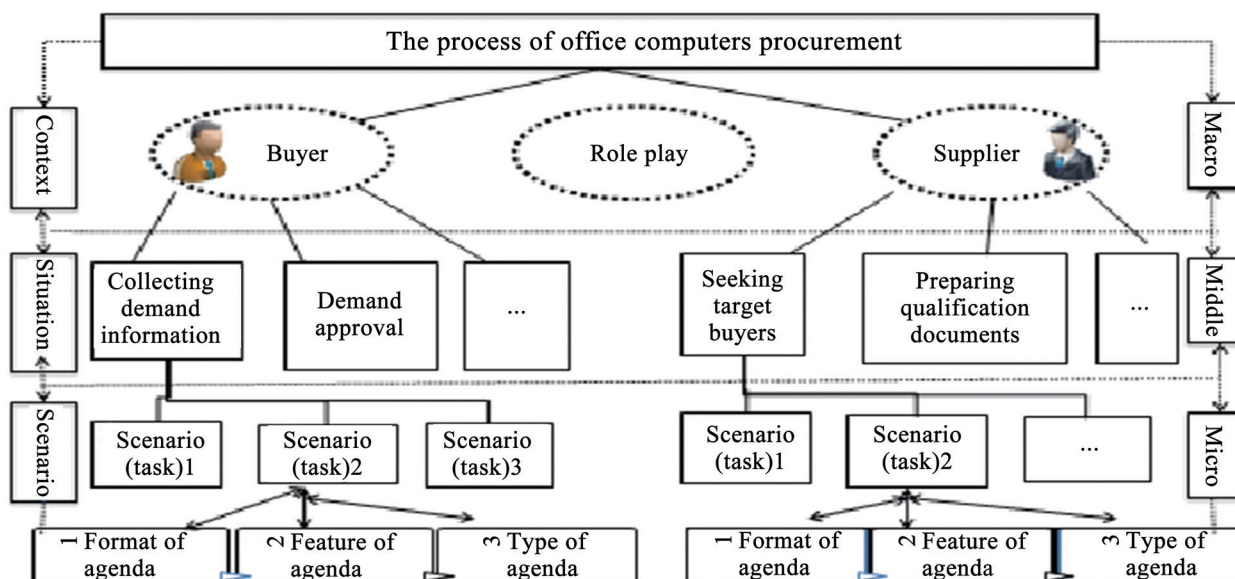 The process of office computers procurement
Context
Buyer
Role play
Supplier
Macro
Situation
Collecting
demand
information
Demand
approval
...
Seeking
target
buyers
Preparing
qualification
documents
...
Middle
Scenario
Scenario
(task)1
Scenario
(task)2
Scenario
(task)3
Scenario
(task)1
Scenario
(task)2
...
Micro
1 Format of
agenda
2 Feature of
agenda
3 Type of
agenda
1 Format of
agenda
2 Feature of
agenda
3 Type of
agenda